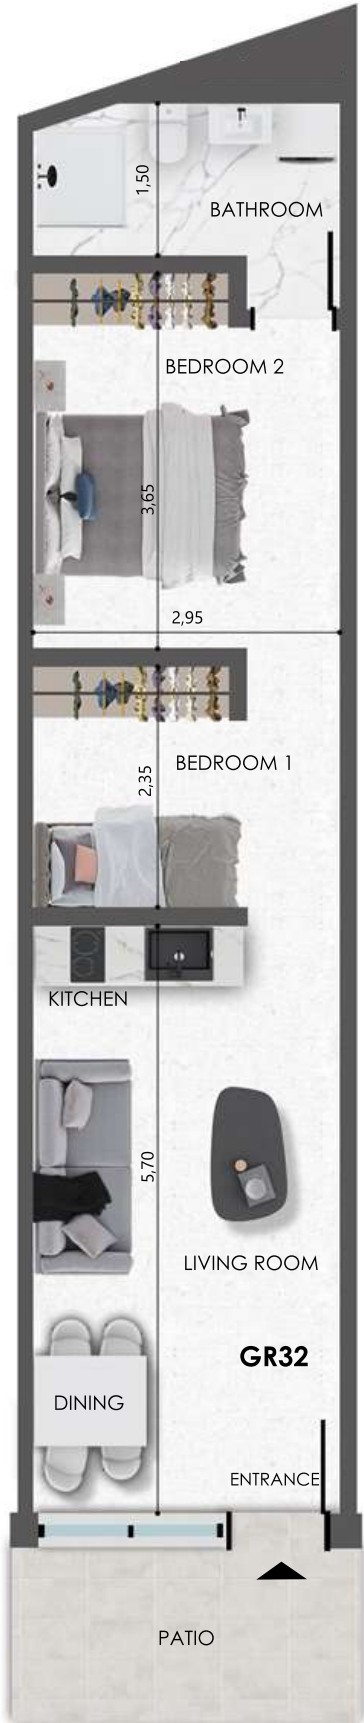 1,50
BATHROOM
BEDROOM 2
3,65
2,95
BEDROOM 1
2,35
KITCHEN
5,70
LIVING ROOM
GR32
DINING
ENTRANCE
PATIO